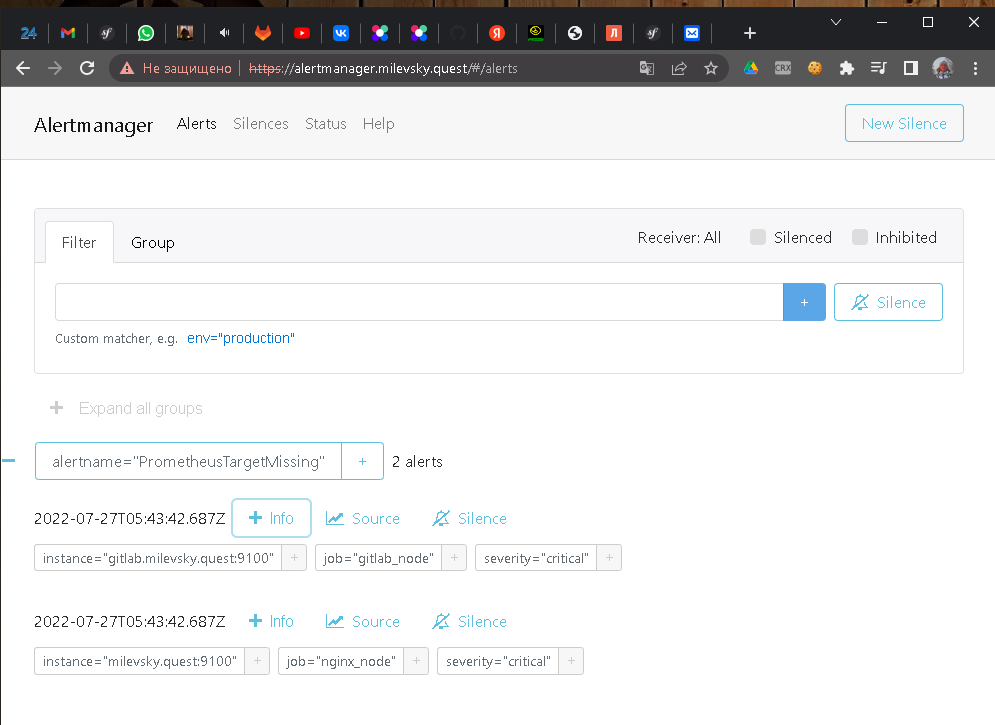 24
Не защищено https://alertmanager.milevsky.quest/#/alerts CRX
Alertmanager Alerts Silences Status Help New Silence
Filter Group Receiver: All Silenced Inhibited
+ Silence
Custom matcher, e.g. env="production"
+ Expand all groups
alertname="PrometheusTargetMissing" + 2 alerts
2022-07-27T05:43:42.687Z + Info Source Silence
instance="gitlab.milevsky.quest:9100" + job="gitlab_node" + severity="critical" +
2022-07-27T05:43:42.687Z + Info Source Silence
instance="milevsky.quest:9100" + job="nginx_node" + severity="critical" +